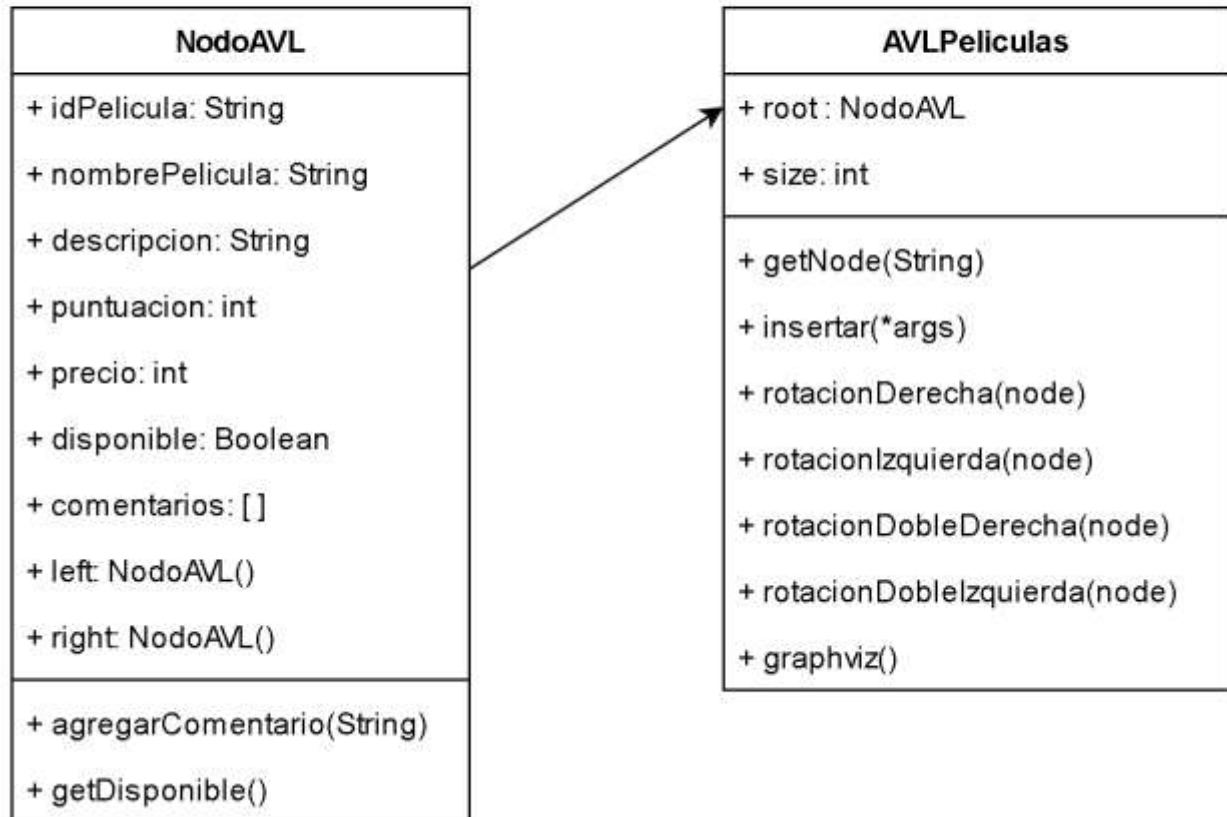 NodoAVL
+ idPelicula: String
+ nombrePelicula: String
+ descripcion: String
+ puntuacion: int
+ precio: int
+ disponible: Boolean
+ comentarios: [ ]
+ left: NodoAVL()
+ right: NodoAVL()
+ agregarComentario(String)
+ getDisponible()
AVLPeliculas
+ root : NodoAVL
+ size: int
+ getNode(String)
+ insertar(*args)
+ rotacionDerecha(node)
+ rotacionIzquierda(node)
+ rotacionDobleDerecha(node)
+ rotacionDobleIzquierda(node)
+ graphviz()